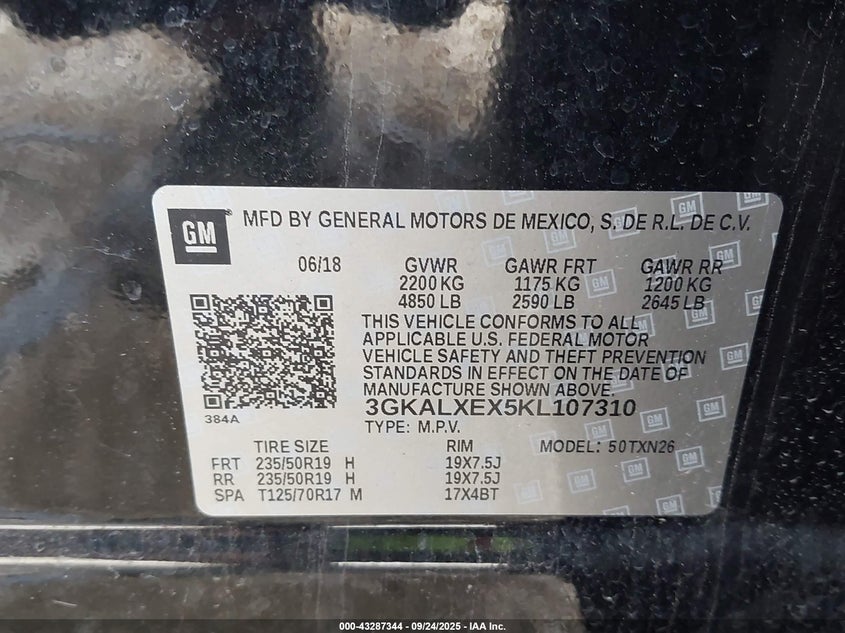 GM MFD BY GENERAL MOTORS DE MEXICO, S. DE R.L. DE C.V.
06/18 GVWR GAWR FRT GAWR RR
2200 KG 1175 KG 1200 KG
4850 LB 2590 LB 2645 LB
THIS VEHICLE CONFORMS TO ALL
APPLICABLE U.S. FEDERAL MOTOR
VEHICLE SAFETY AND THEFT PREVENTION
STANDARDS IN EFFECT ON THE DATE OF
MANUFACTURE SHOWN ABOVE.
3GKALXEX5KL107310
384A
TYPE: M.P.V.
TIRE SIZE RIM MODEL: 50TXN26
FRT 235/50R19 H 19X7.5J
RR 235/50R19 H 19X7.5J
SPA T125/70R17 M 17X4BT
000-43287344 - 09/24/2025 - IAA Inc.